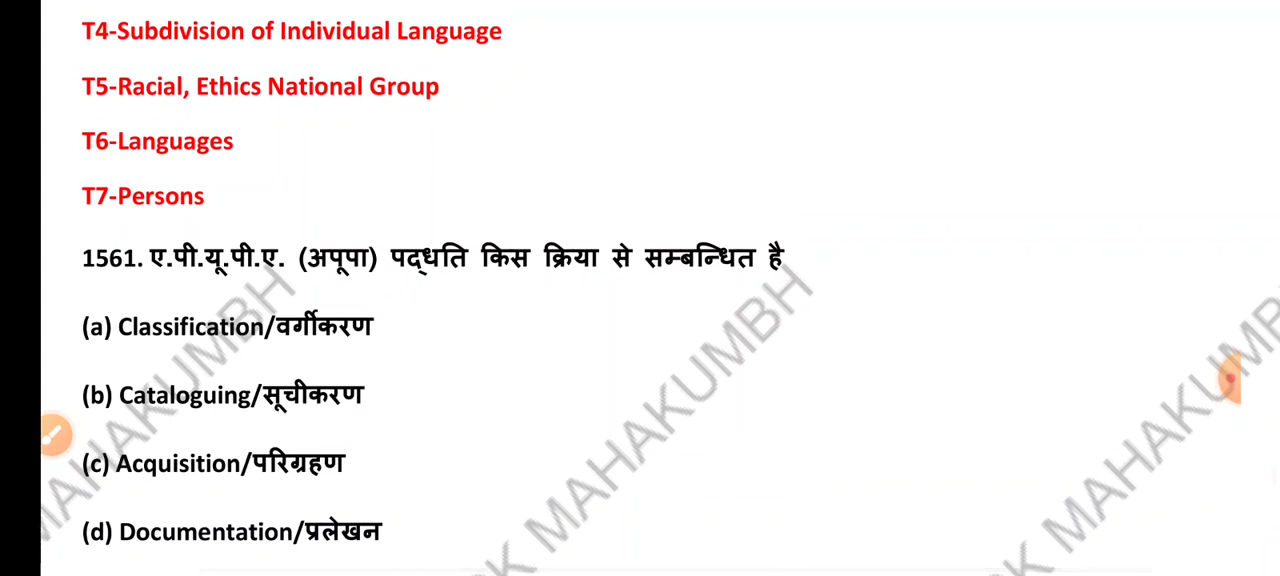 T4-Subdivision of Individual Language
T5-Racial, Ethics National Group
T6-Languages
T7-Persons
1561. ए.पी.यू.पी.ए. (अपूपा) पद्धति किस क्रिया से सम्बन्धित है
(a) Classification/वर्गीकरण
(b) Cataloguing/सूचीकरण
(c) Acquisition/परिग्रहण
(d) Documentation/प्रलेखन
MAHAKUMBH
K MAHAKUMBH
K MAHAKUMB